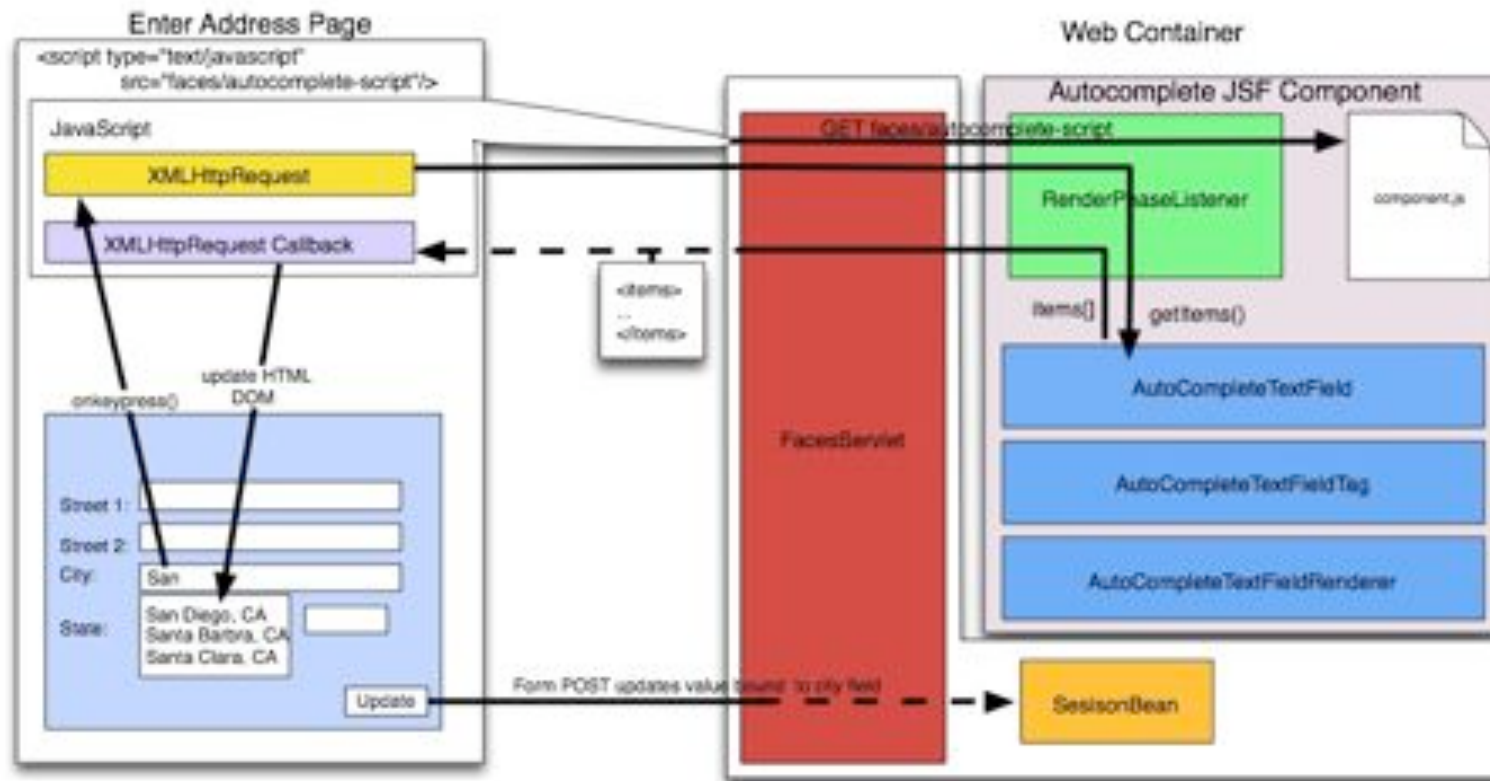 Enter Address Page
<script type="text/javascript"
src="faces/autocomplete-script"/>
JavaScript
XMLHttpRequest
XMLHttpRequest Callback
onkeypress()
update HTML
DOM
Street 1:
Street 2:
City:
San
State:
San Diego, CA
Santa Barbra, CA
Santa Clara, CA
Update
<items>
...
</items>
Form POST updates value bound to city field
Web Container
FacesServlet
Autocomplete JSF Component
GET faces/autocomplete-script
RenderPhaseListener
component.js
items[]
getItems()
AutoCompleteTextField
AutoCompleteTextFieldTag
AutoCompleteTextFieldRenderer
SesisonBean